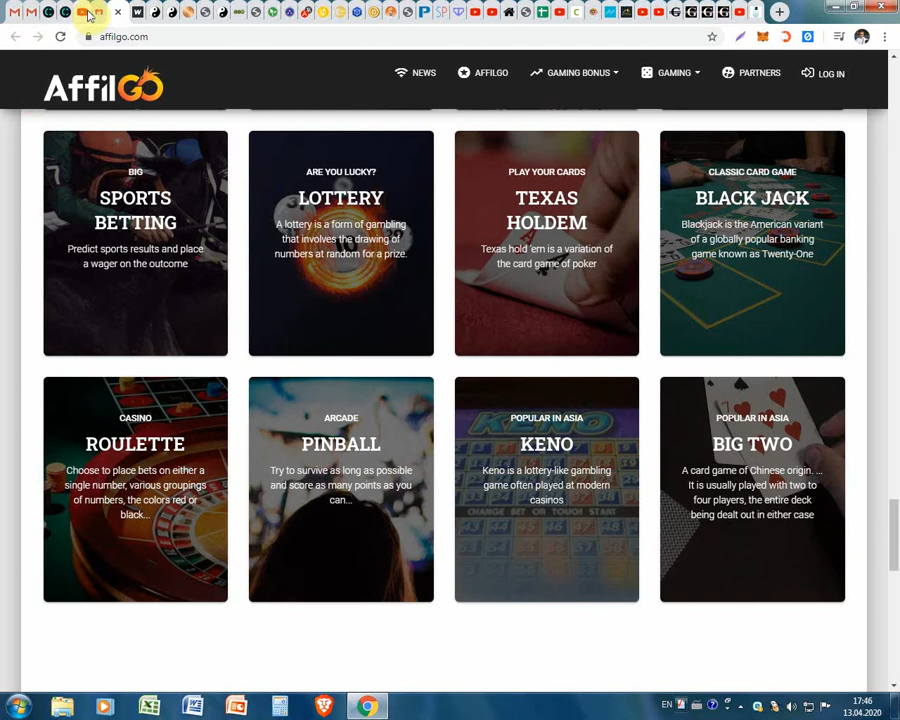 affilgo.com
AffilGO
NEWS
AFFILGO
GAMING BONUS
GAMING
PARTNERS
LOG IN
BIG
SPORTS
BETTING
Predict sports results and place
a wager on the outcome
ARE YOU LUCKY?
LOTTERY
A lottery is a form of gambling
that involves the drawing of
numbers at random for a prize.
PLAY YOUR CARDS
TEXAS
HOLDEM
Texas hold 'em is a variation of
the card game of poker
CLASSIC CARD GAME
BLACK JACK
Blackjack is the American variant
of a globally popular banking
game known as Twenty-One
CASINO
ROULETTE
Choose to place bets on either a
single number, various groupings
of numbers, the colors red or
black...
ARCADE
PINBALL
Try to survive as long as possible
and score as many points as you
can...
POPULAR IN ASIA
KENO
Keno is a lottery-like gambling
game often played at modern
casinos
CHANGE BET OR TOUCH START
POPULAR IN ASIA
BIG TWO
A card game of Chinese origin. ...
It is usually played with two to
four players, the entire deck
being dealt out in either case
EN
17:46
13.04.2020